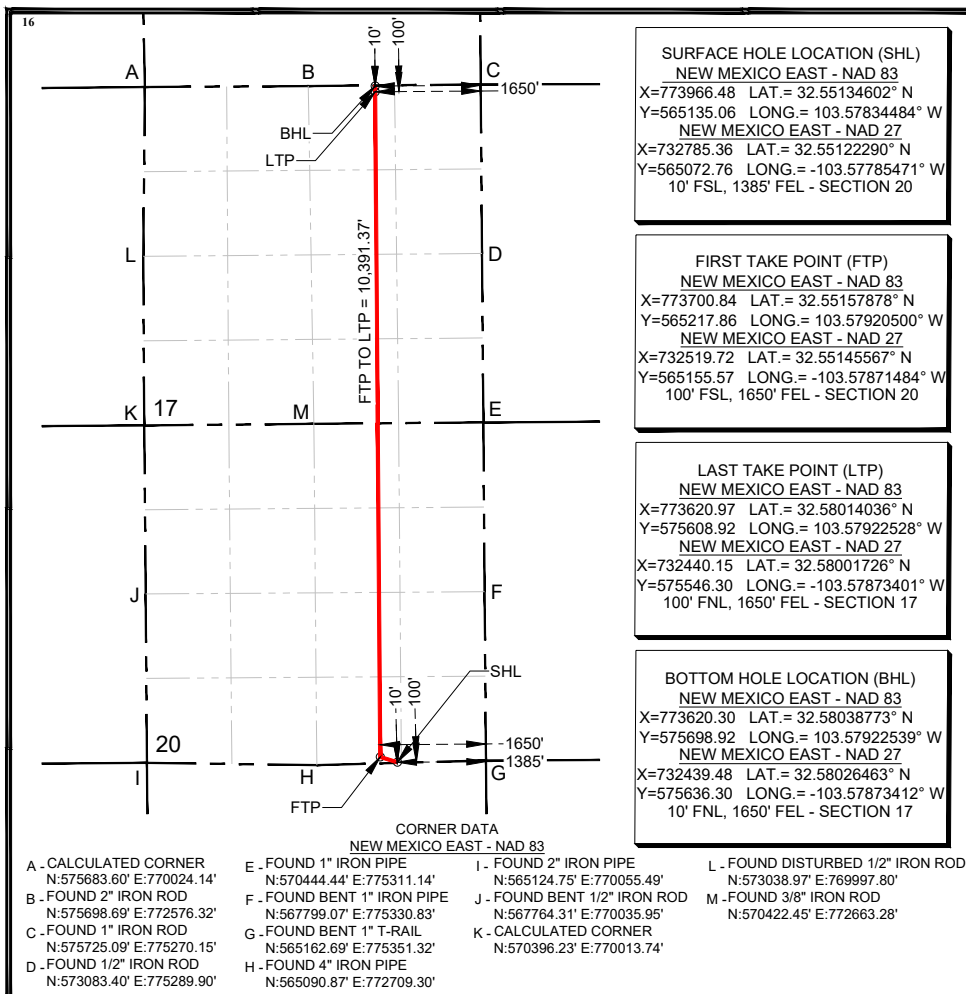 16
A
B
C
10'
100'
1650'
BHL
LTP
FTP TO LTP = 10,391.37'
L
D
K
17
M
E
J
F
SHL
10'
100'
20
1650'
1385'
I
H
G
FTP
SURFACE HOLE LOCATION (SHL)
NEW MEXICO EAST - NAD 83
X=773966.48 LAT.= 32.55134602° N
Y=565135.06 LONG.= 103.57834484° W
NEW MEXICO EAST - NAD 27
X=732785.36 LAT.= 32.55122290° N
Y=565072.76 LONG.= -103.57785471° W
10' FSL, 1385' FEL - SECTION 20
FIRST TAKE POINT (FTP)
NEW MEXICO EAST - NAD 83
X=773700.84 LAT.= 32.55157878° N
Y=565217.86 LONG.= 103.57920500° W
NEW MEXICO EAST - NAD 27
X=732519.72 LAT.= 32.55145567° N
Y=565155.57 LONG.= -103.57871484° W
100' FSL, 1650' FEL - SECTION 20
LAST TAKE POINT (LTP)
NEW MEXICO EAST - NAD 83
X=773620.97 LAT.= 32.58014036° N
Y=575608.92 LONG.= 103.57922528° W
NEW MEXICO EAST - NAD 27
X=732440.15 LAT.= 32.58001726° N
Y=575546.30 LONG.= -103.57873401° W
100' FNL, 1650' FEL - SECTION 17
BOTTOM HOLE LOCATION (BHL)
NEW MEXICO EAST - NAD 83
X=773620.30 LAT.= 32.58038773° N
Y=575698.92 LONG.= 103.57922539° W
NEW MEXICO EAST - NAD 27
X=732439.48 LAT.= 32.58026463° N
Y=575636.30 LONG.= -103.57873412° W
10' FNL, 1650' FEL - SECTION 17
CORNER DATA
NEW MEXICO EAST - NAD 83
A - CALCULATED CORNER
N:575683.60' E:770024.14'
B - FOUND 2" IRON ROD
N:575698.69' E:772576.32'
C - FOUND 1" IRON ROD
N:575725.09' E:775270.15'
D - FOUND 1/2" IRON ROD
N:573083.40' E:775289.90'
E - FOUND 1" IRON PIPE
N:570444.44' E:775311.14'
F - FOUND BENT 1" IRON PIPE
N:567799.07' E:775330.83'
G - FOUND BENT 1" T-RAIL
N:565162.69' E:775351.32'
H - FOUND 4" IRON PIPE
N:565090.87' E:772709.30'
I - FOUND 2" IRON PIPE
N:565124.75' E:770055.49'
J - FOUND BENT 1/2" IRON ROD
N:567764.31' E:770035.95'
K - CALCULATED CORNER
N:570396.23' E:770013.74'
L - FOUND DISTURBED 1/2" IRON ROD
N:573038.97' E:769997.80'
M - FOUND 3/8" IRON ROD
N:570422.45' E:772663.28'